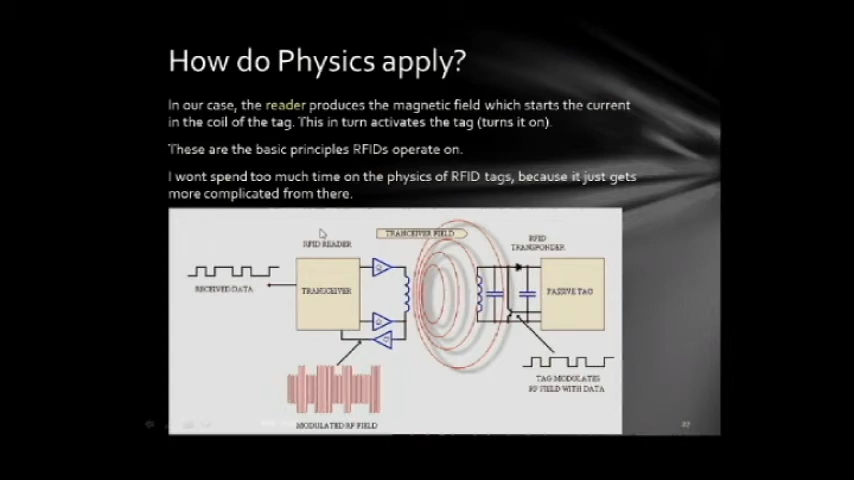 How do Physics apply?
In our case, the reader produces the magnetic field which starts the current
in the coil of the tag. This in turn activates the tag (turns it on).
These are the basic principles RFIDs operate on.
I wont spend too much time on the physics of RFID tags, because it just gets
more complicated from there.
TRANCEIVER FIELD
RFID READER
RFID
TRANSPONDER
RECEIVED DATA
TRANCEIVER
PASSIVE TAG
TAG MODULATES
RF FIELD WITH DATA
MODULATED RF FIELD